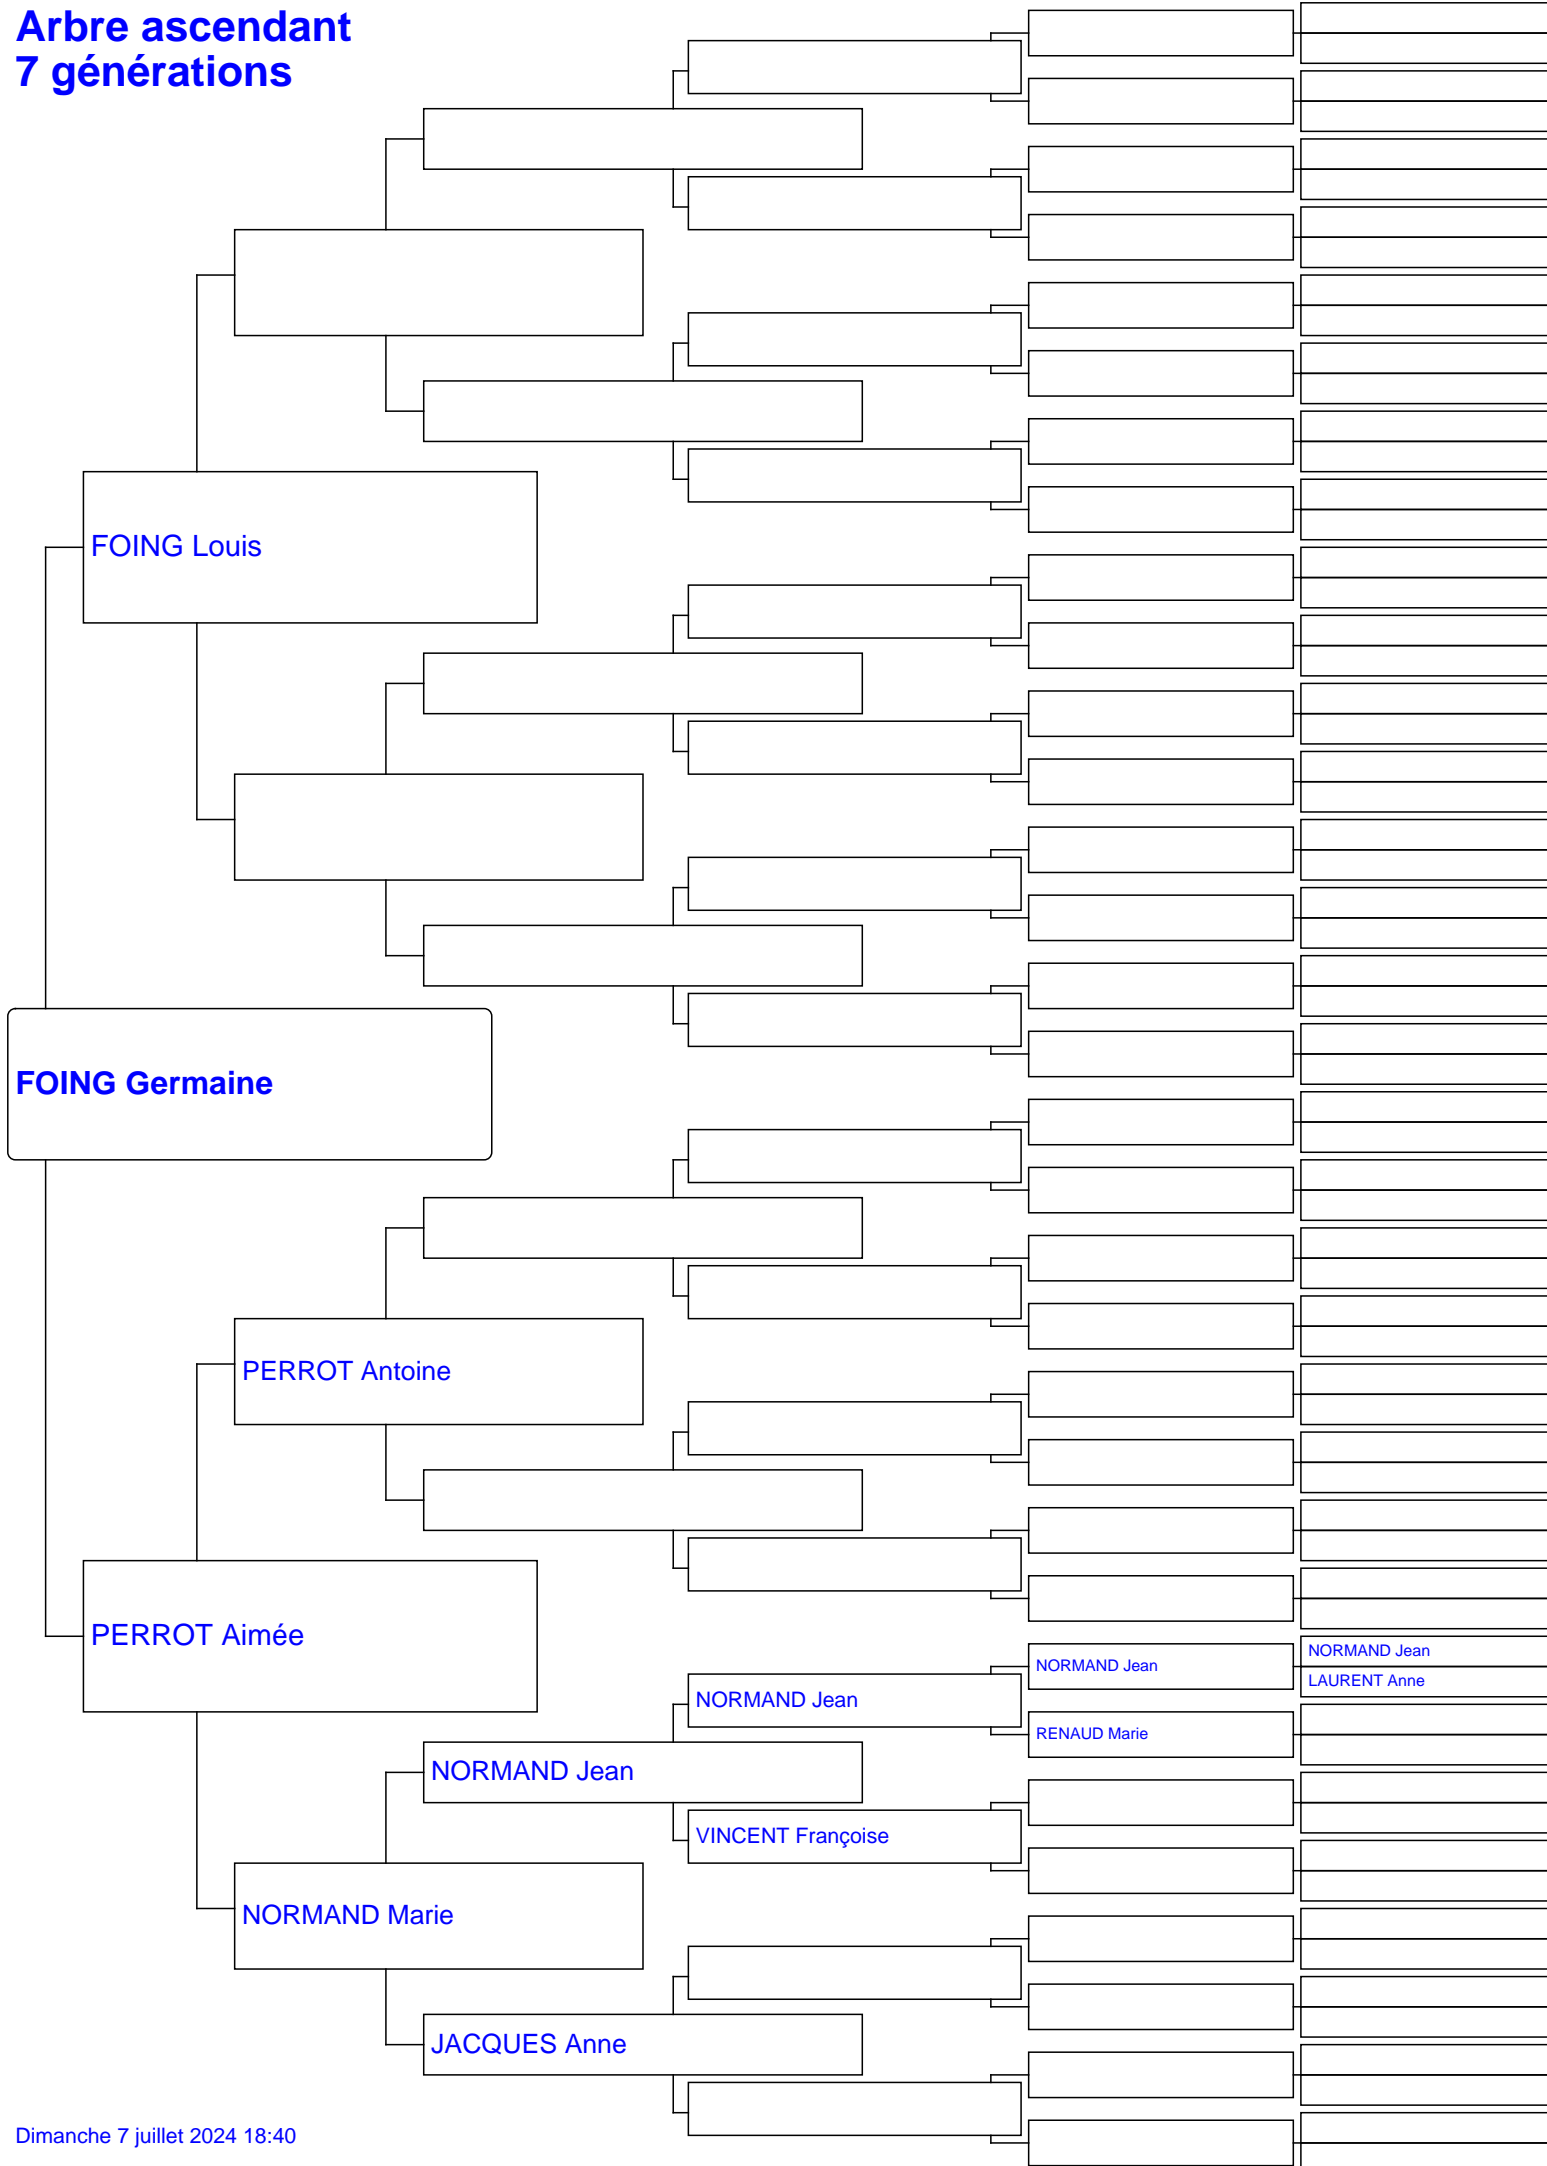 Arbre ascendant
7 générations
FOING Louis
FOING Germaine
PERROT Antoine
PERROT Aimée
NORMAND Jean
LAURENT Anne
NORMAND Jean
NORMAND Jean
RENAUD Marie
NORMAND Jean
VINCENT Françoise
NORMAND Marie
JACQUES Anne
Dimanche 7 juillet 2024 18:40